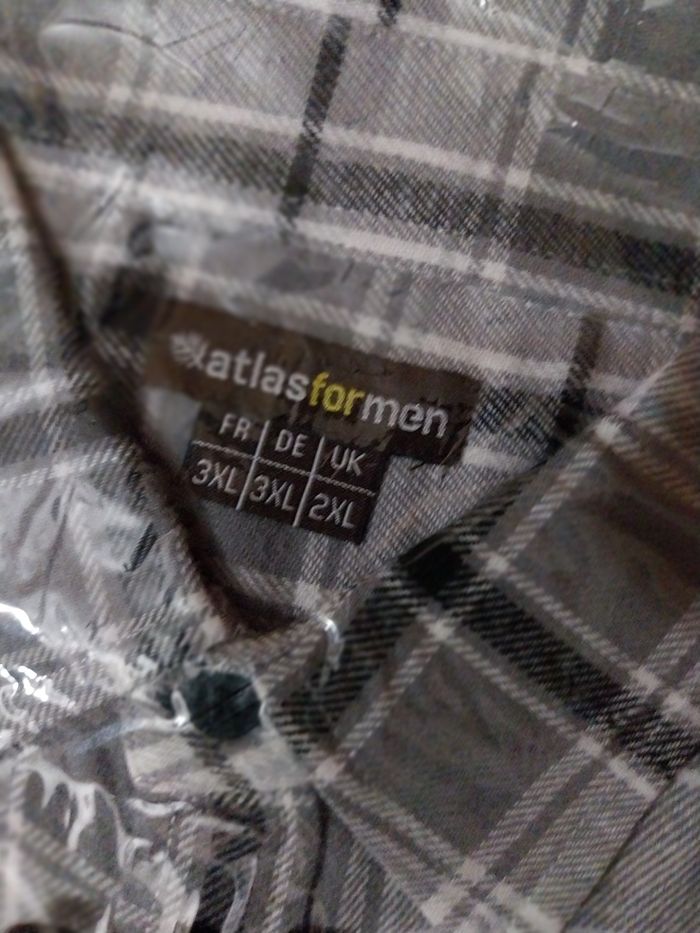 atlasformen
FR DE UK
3XL 3XL 2XL